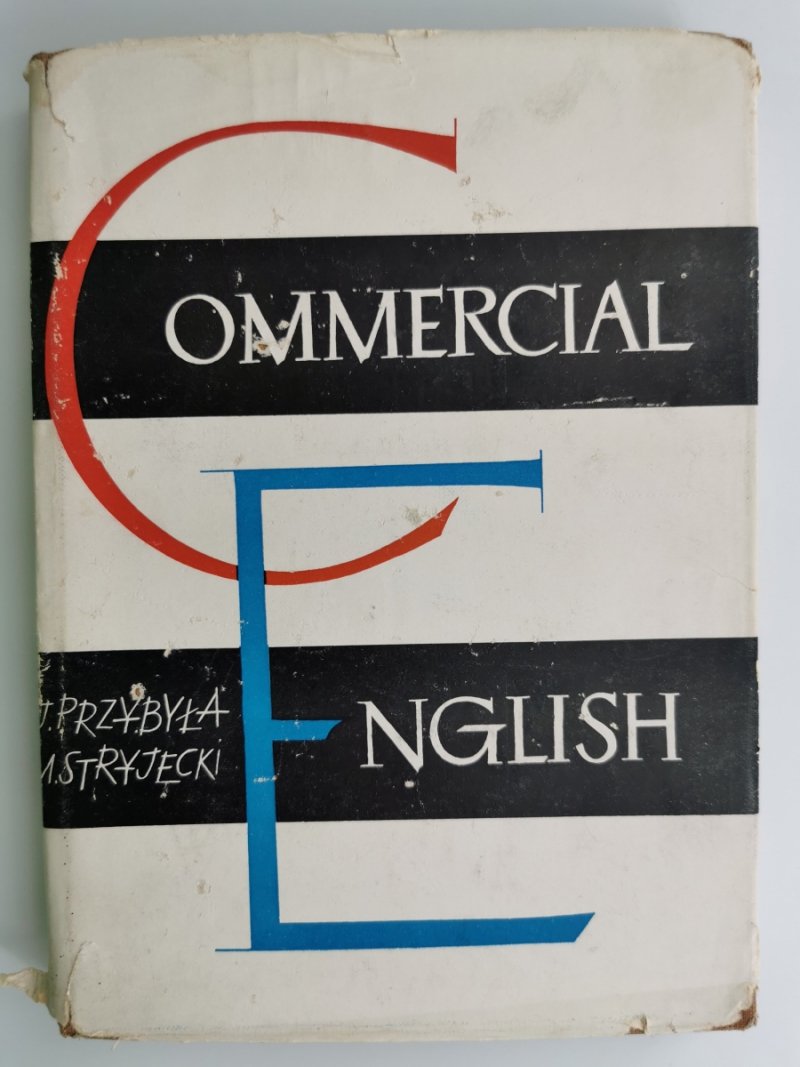 COMMERCIAL
ENGLISH
J. PRZYBYŁA
M. STRYJECKI